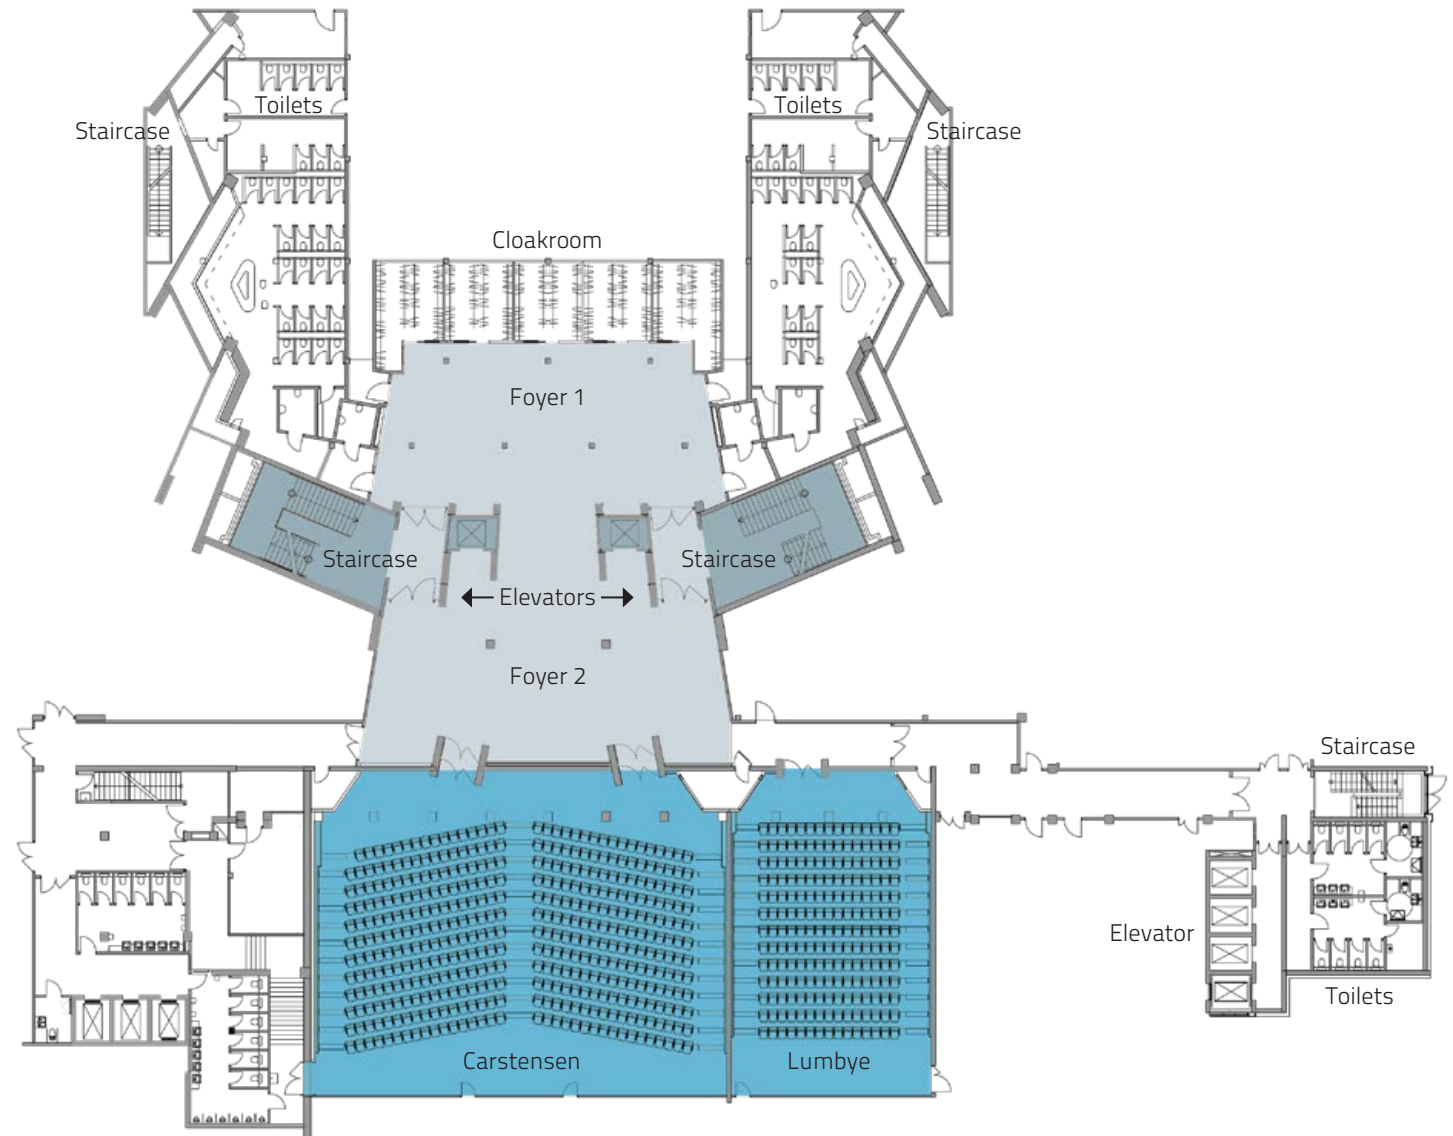 Toilets
Toilets
Staircase
Staircase
Cloakroom
Foyer 1
Staircase
Staircase
Elevators
Foyer 2
Staircase
Elevator
Toilets
Carstensen
Lumbye